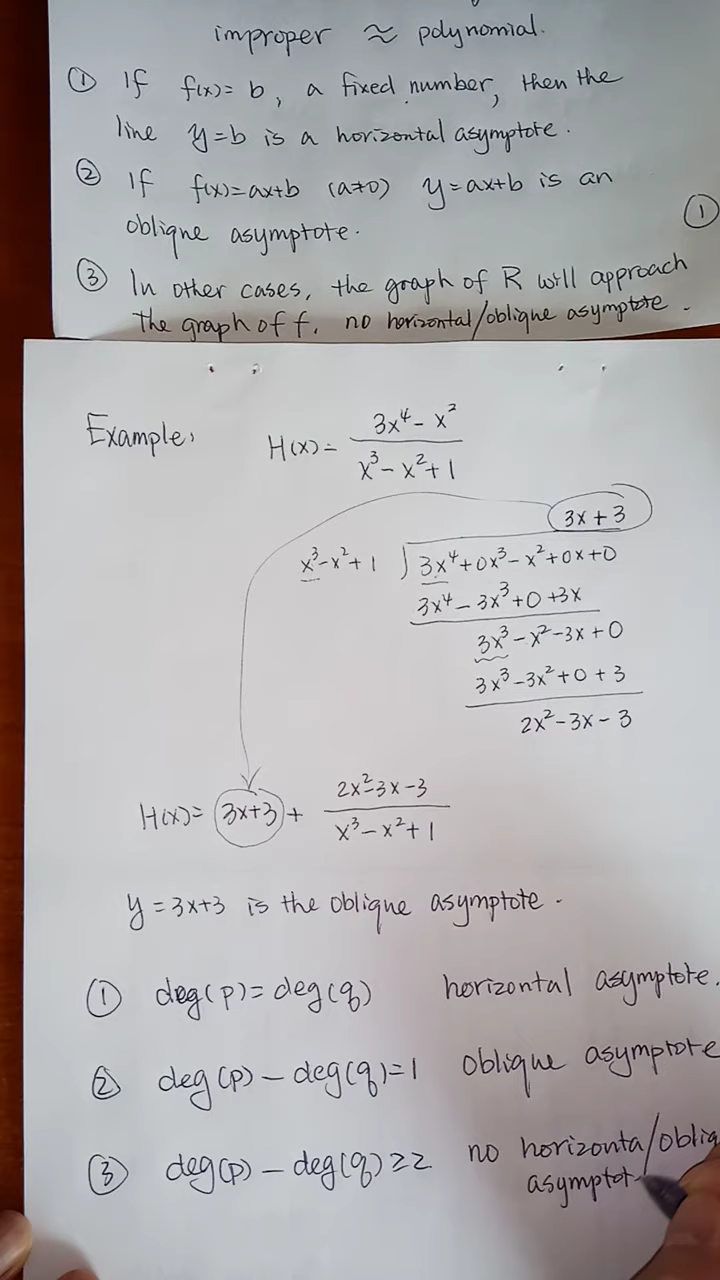 improper ≈ polynomial.
① If f(x)= b, a fixed number, then the
line y=b is a horizontal asymptote.
② If f(x)=ax+b (a≠0) y=ax+b is an
oblique asymptote.
①
③ In other cases, the graph of R will approach
the graph of f. no horizontal/oblique asymptote.
Example:
H(x)= 3x⁴ - x² / x³ - x² + 1
3x + 3
x³-x²+1 ) 3x⁴+0x³-x²+0x+0
3x⁴-3x³+0+3x
3x³-x²-3x+0
3x³-3x²+0+3
2x²-3x-3
H(x)= 3x+3 + 2x²-3x-3 / x³-x²+1
y=3x+3 is the oblique asymptote.
① deg(p)=deg(q) horizontal asymptote.
② deg(p)-deg(q)=1 oblique asymptote
③ deg(p)-deg(q)≥2 no horizonta/obliq
asymptot